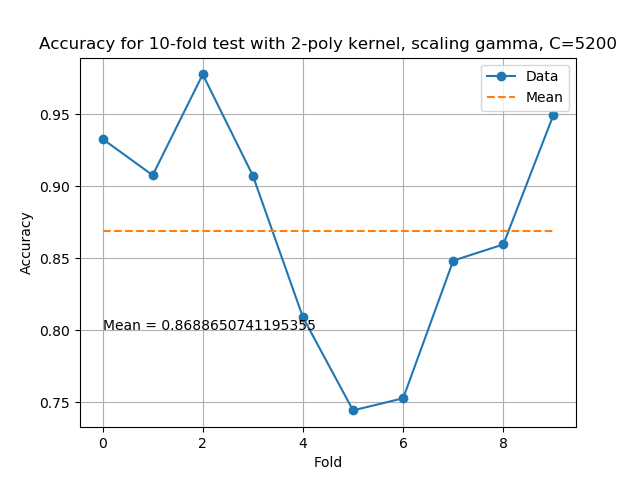 Accuracy for 10-fold test with 2-poly kernel, scaling gamma, C=5200
Data
Mean
0.95
0.90
0.85
0.80
0.75
Accuracy
Mean = 0.8688650741195355
0 2 4 6 8
Fold